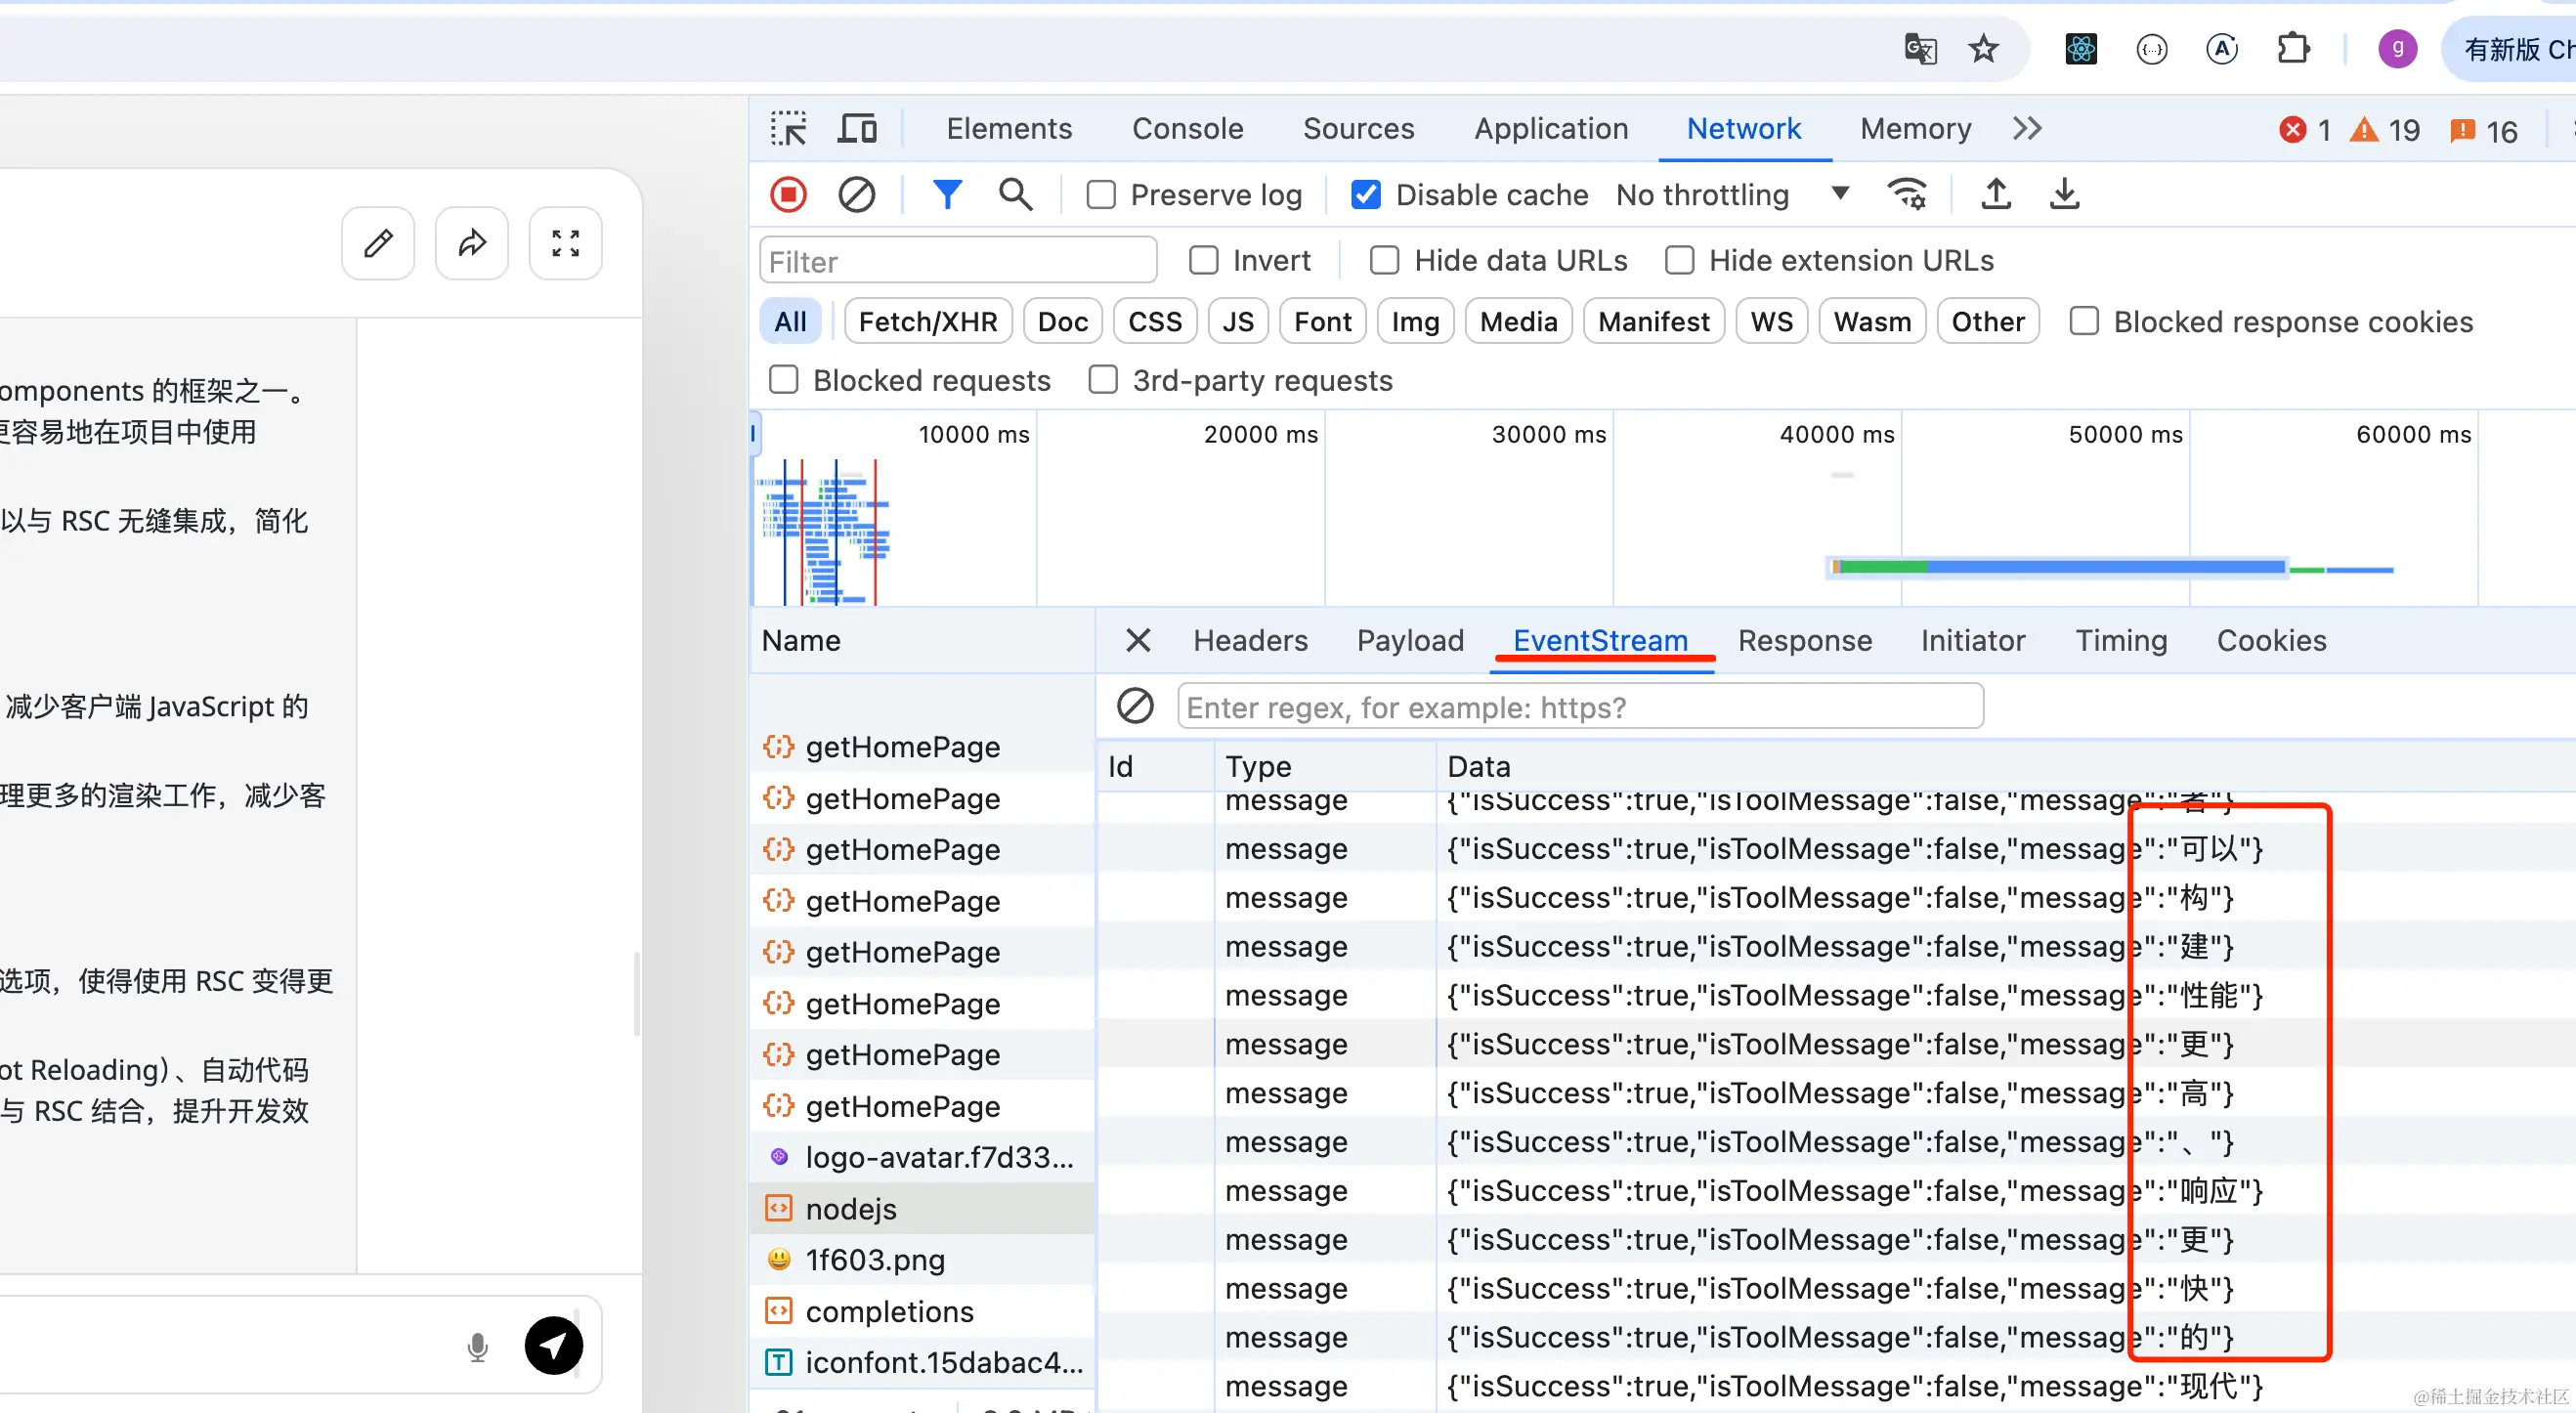 g
有新版 Ch
Elements Console Sources Application Network Memory 1 19 16
Preserve log Disable cache No throttling
Filter Invert Hide data URLs Hide extension URLs
All Fetch/XHR Doc CSS JS Font Img Media Manifest WS Wasm Other Blocked response cookies
Blocked requests 3rd-party requests
10000 ms 20000 ms 30000 ms 40000 ms 50000 ms 60000 ms
omponents 的框架之一。
更容易地在项目中使用
以与 RSC 无缝集成，简化
减少客户端 JavaScript 的
理更多的渲染工作，减少客
选项，使得使用 RSC 变得更
ot Reloading）、自动代码
与 RSC 结合，提升开发效
Name
getHomePage
getHomePage
getHomePage
getHomePage
getHomePage
getHomePage
getHomePage
getHomePage
logo-avatar.f7d33...
nodejs
1f603.png
completions
iconfont.15dabac4...
Headers Payload EventStream Response Initiator Timing Cookies
Enter regex, for example: https?
Id Type Data
message {"isSuccess":true,"isToolMessage":false,"message":"者"}
message {"isSuccess":true,"isToolMessage":false,"message":"可以"}
message {"isSuccess":true,"isToolMessage":false,"message":"构"}
message {"isSuccess":true,"isToolMessage":false,"message":"建"}
message {"isSuccess":true,"isToolMessage":false,"message":"性能"}
message {"isSuccess":true,"isToolMessage":false,"message":"更"}
message {"isSuccess":true,"isToolMessage":false,"message":"高"}
message {"isSuccess":true,"isToolMessage":false,"message":"、"}
message {"isSuccess":true,"isToolMessage":false,"message":"响应"}
message {"isSuccess":true,"isToolMessage":false,"message":"更"}
message {"isSuccess":true,"isToolMessage":false,"message":"快"}
message {"isSuccess":true,"isToolMessage":false,"message":"的"}
message {"isSuccess":true,"isToolMessage":false,"message":"现代"}
@稀土掘金技术社区